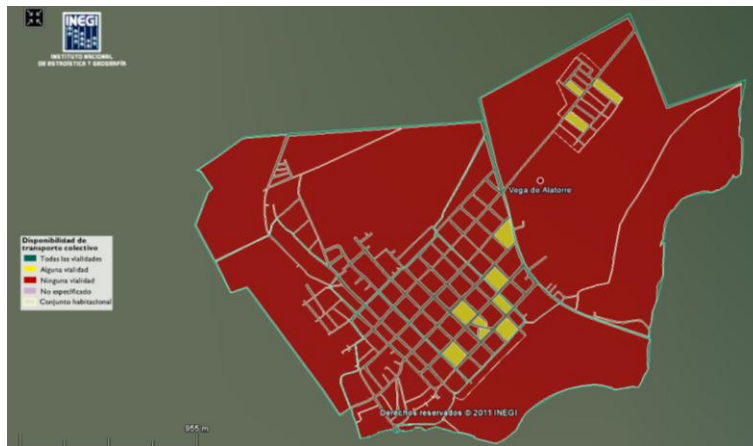 INEGI
INSTITUTO NACIONAL
DE ESTADÍSTICA Y GEOGRAFÍA
Vega de Alatorre
Disponibilidad de
transporte colectivo
Todas las vialidades
Alguna vialidad
Ninguna vialidad
No especificado
Conjunto habitacional
Derechos reservados © 2011 INEGI
955 m